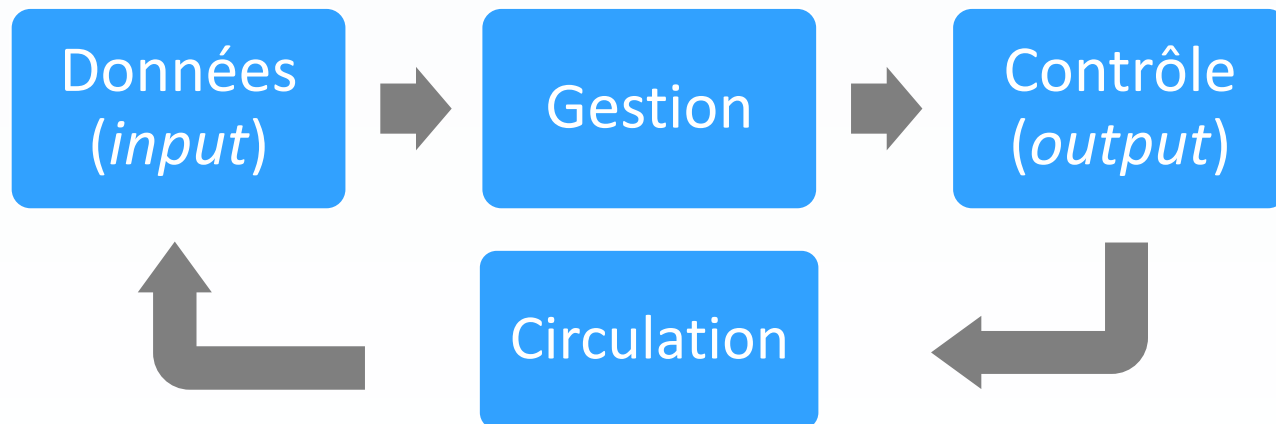 Données
(input)
Gestion
Contrôle
(output)
Circulation